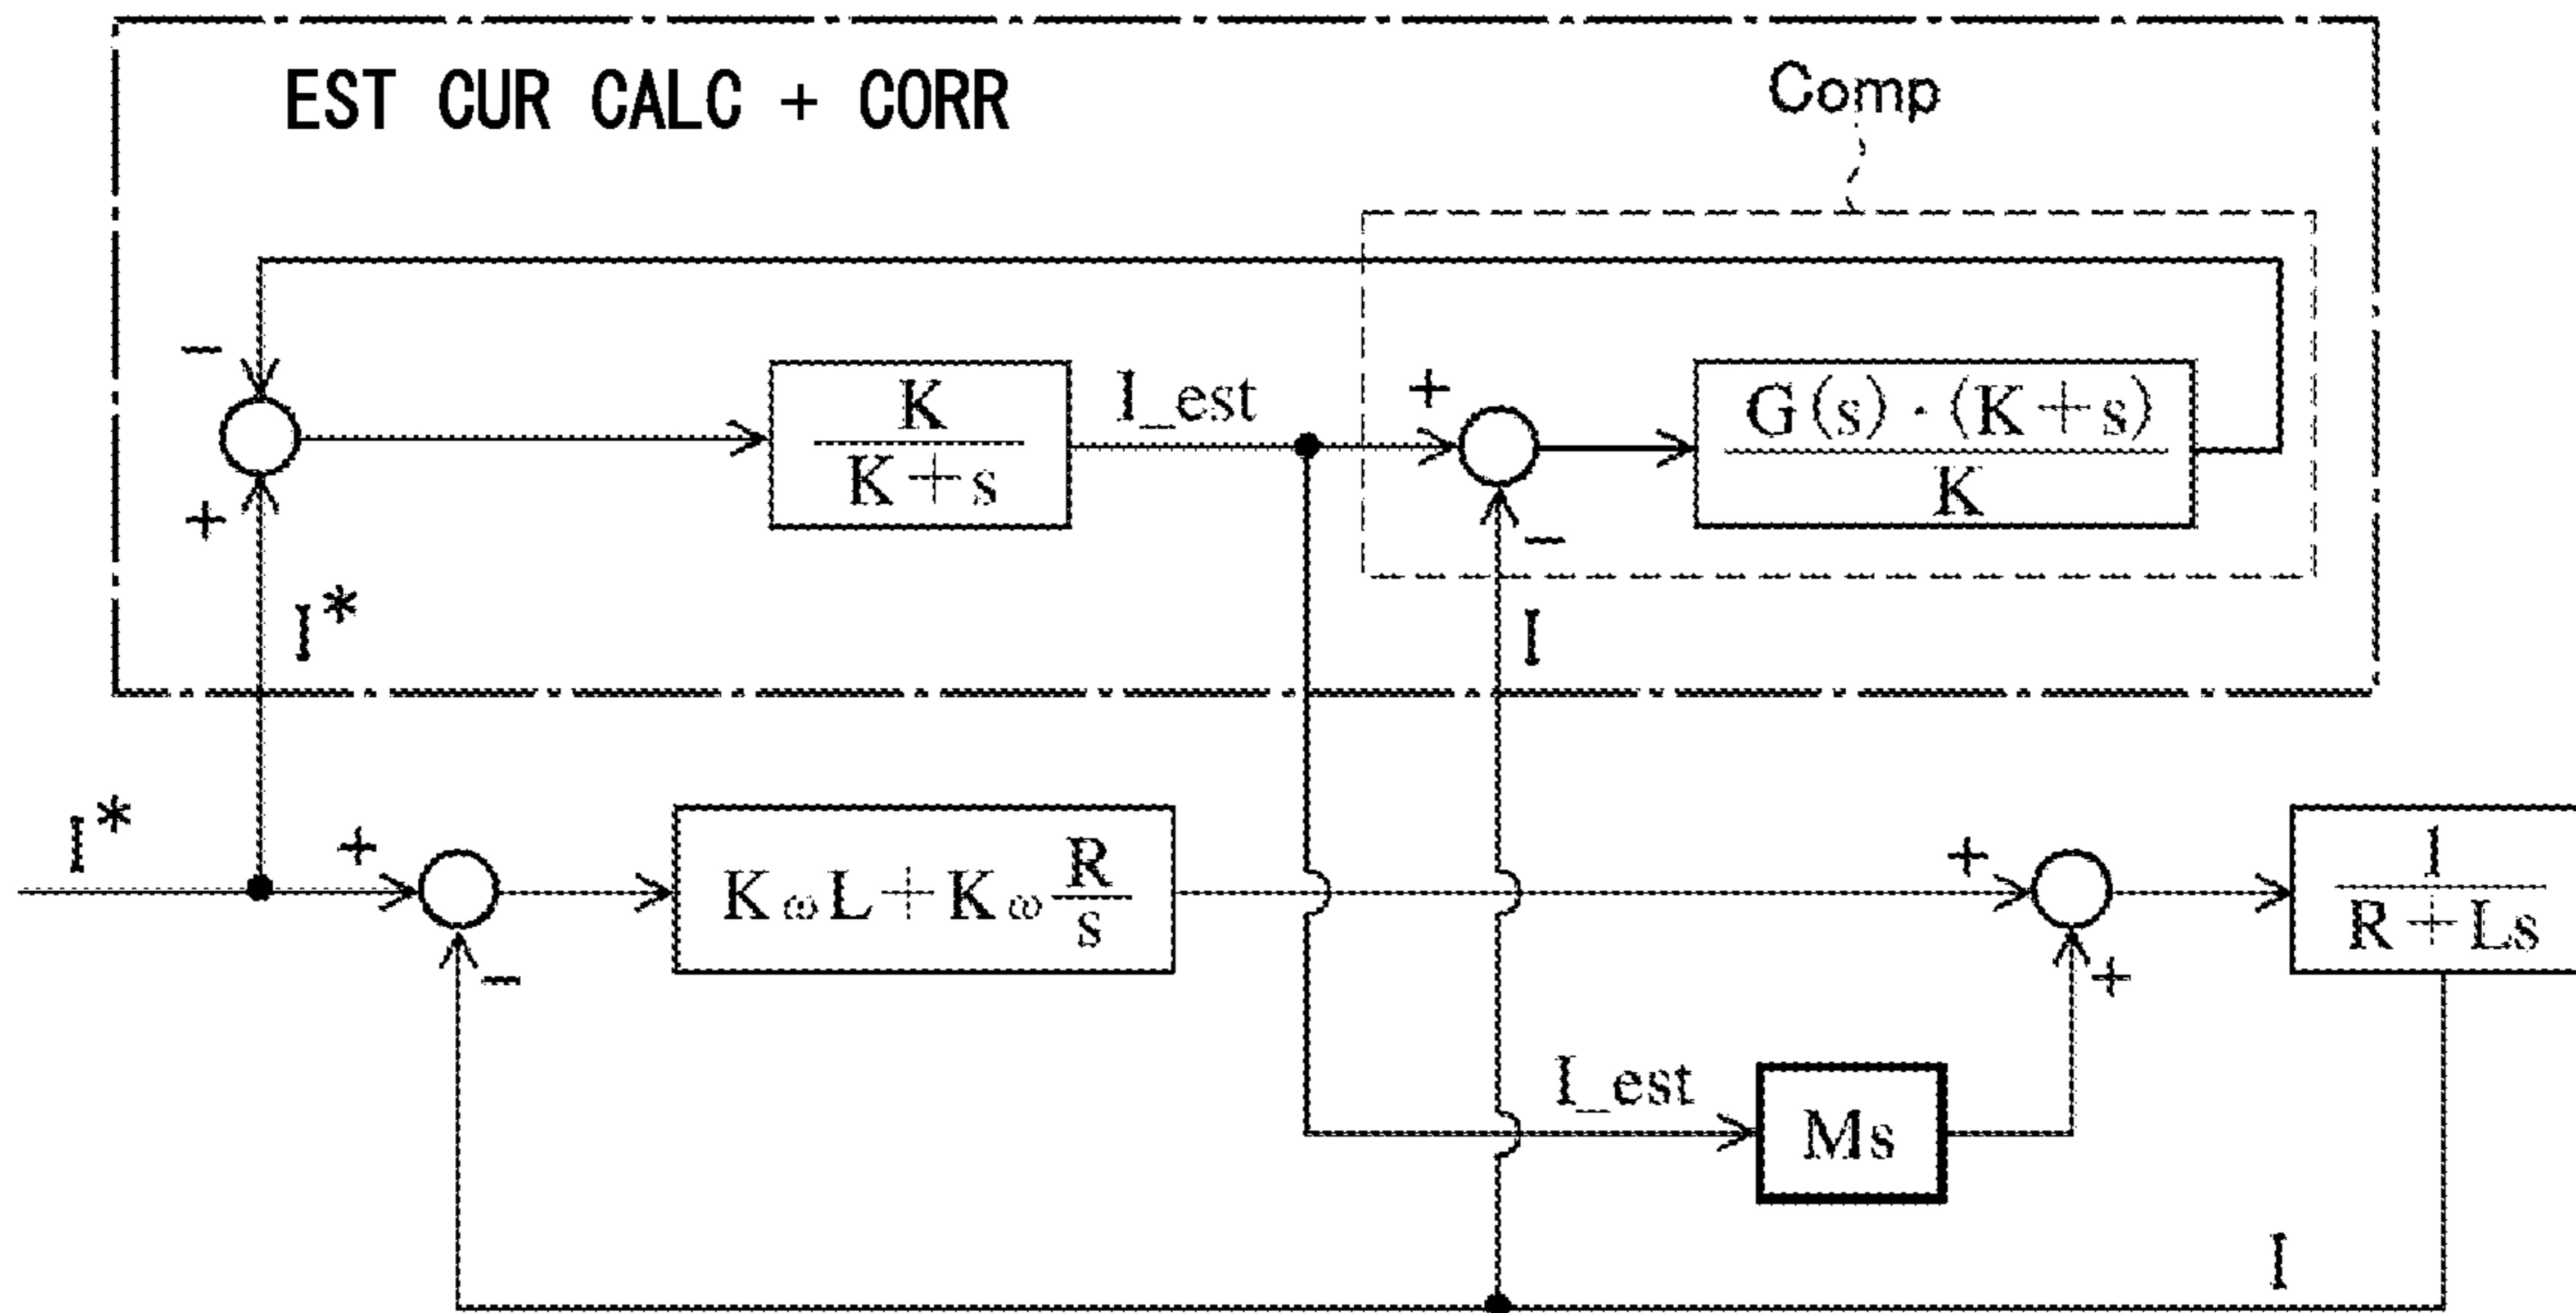 EST CUR CALC + CORR
Comp
−
+
I*
K
K+s
I_est
+
−
G(s)·(K+s)
K
I
I*
+
−
KωL+Kω R
s
+
+
1
R+Ls
I_est
Ms
I